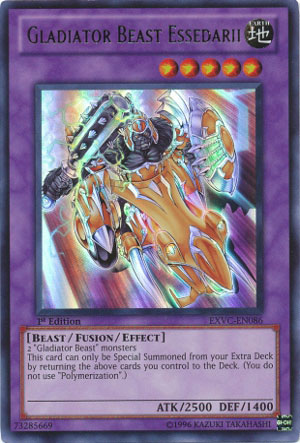 GLADIATOR BEAST ESSEDARII
EARTH
地
1st Edition
EXVC-EN086
[BEAST / FUSION / EFFECT]
2 "Gladiator Beast" monsters
This card can only be Special Summoned from your Extra Deck
by returning the above cards you control to the Deck. (You do
not use "Polymerization".)
ATK/2500 DEF/1400
73285669
©1996 KAZUKI TAKAHASHI